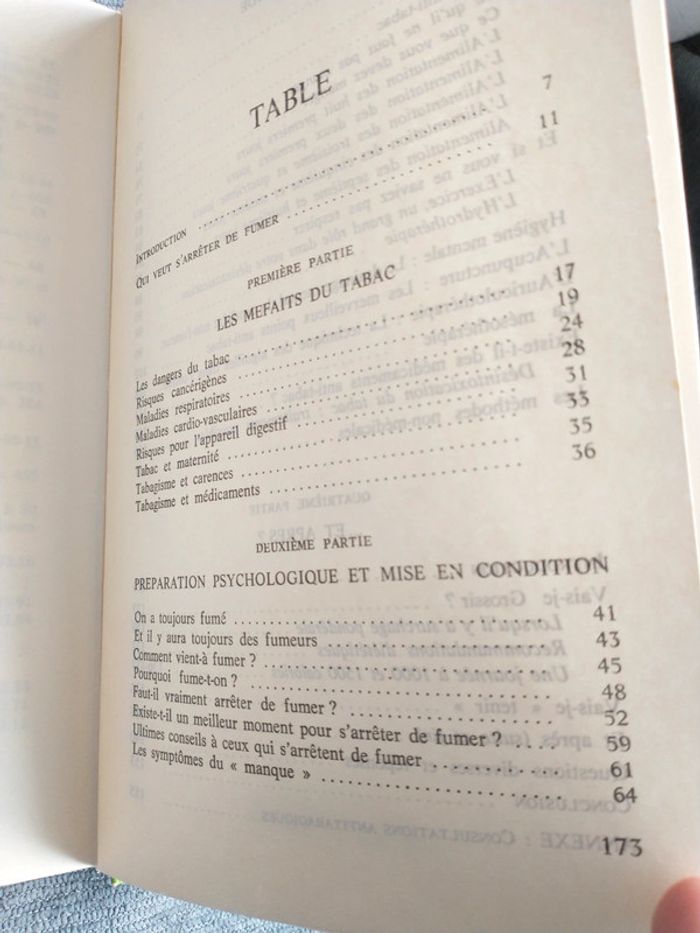 TABLE
INTRODUCTION ........ 7
QUI VEUT S'ARRÊTER DE FUMER ........ 11
PREMIÈRE PARTIE
LES MEFAITS DU TABAC
Les dangers du tabac ........ 17
Risques cancérigènes ........ 19
Maladies respiratoires ........ 24
Maladies cardio-vasculaires ........ 28
Risques pour l'appareil digestif ........ 31
Tabac et maternité ........ 33
Tabagisme et carences ........ 35
Tabagisme et médicaments ........ 36
DEUXIÈME PARTIE
PREPARATION PSYCHOLOGIQUE ET MISE EN CONDITION
On a toujours fumé ........ 41
Et il y aura toujours des fumeurs ........ 43
Comment vient-à fumer ? ........ 45
Pourquoi fume-t-on ? ........ 48
Faut-il vraiment arrêter de fumer ? ........ 52
Existe-t-il un meilleur moment pour s'arrêter de fumer ? .... 59
Ultimes conseils à ceux qui s'arrêtent de fumer ........ 61
Les symptômes du « manque » ........ 64
173